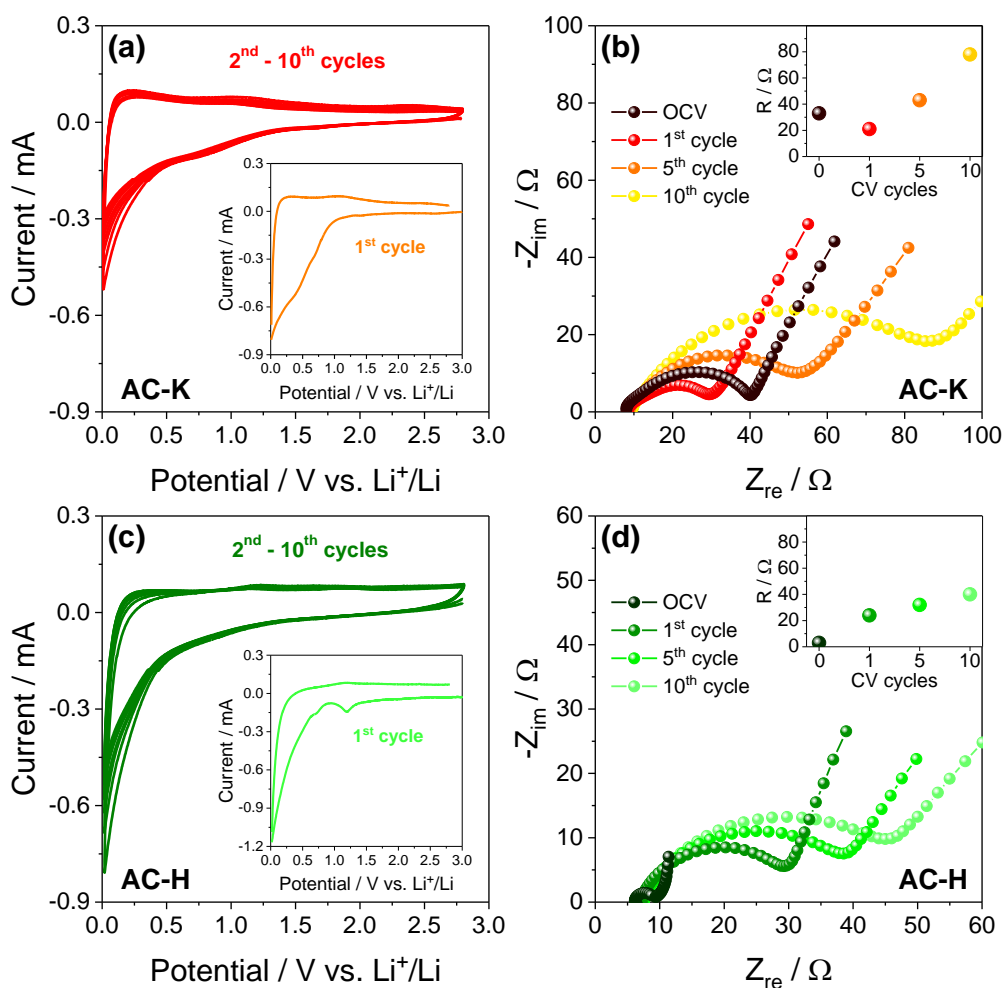 (a)
2nd - 10th cycles
0.3
0.0
-0.3
-0.6
-0.9
Current / mA
0.3
0.0
-0.3
-0.6
-0.9
Current / mA
1st cycle
0.0 0.5 1.0 1.5 2.0 2.5 3.0
Potential / V vs. Li+/Li
AC-K
0.0 0.5 1.0 1.5 2.0 2.5 3.0
Potential / V vs. Li+/Li
(b)
100
80
60
40
20
0
-Zim / Ω
OCV
1st cycle
5th cycle
10th cycle
80
60
40
20
0
R / Ω
0 1 5 10
CV cycles
AC-K
0 20 40 60 80 100
Zre / Ω
(c)
2nd - 10th cycles
0.3
0.0
-0.3
-0.6
-0.9
Current / mA
0.3
0.0
-0.3
-0.6
-0.9
-1.2
Current / mA
1st cycle
0.0 0.5 1.0 1.5 2.0 2.5 3.0
Potential / V vs. Li+/Li
AC-H
0.0 0.5 1.0 1.5 2.0 2.5 3.0
Potential / V vs. Li+/Li
(d)
60
50
40
30
20
10
0
-Zim / Ω
OCV
1st cycle
5th cycle
10th cycle
80
60
40
20
0
R / Ω
0 1 5 10
CV cycles
AC-H
0 10 20 30 40 50 60
Zre / Ω